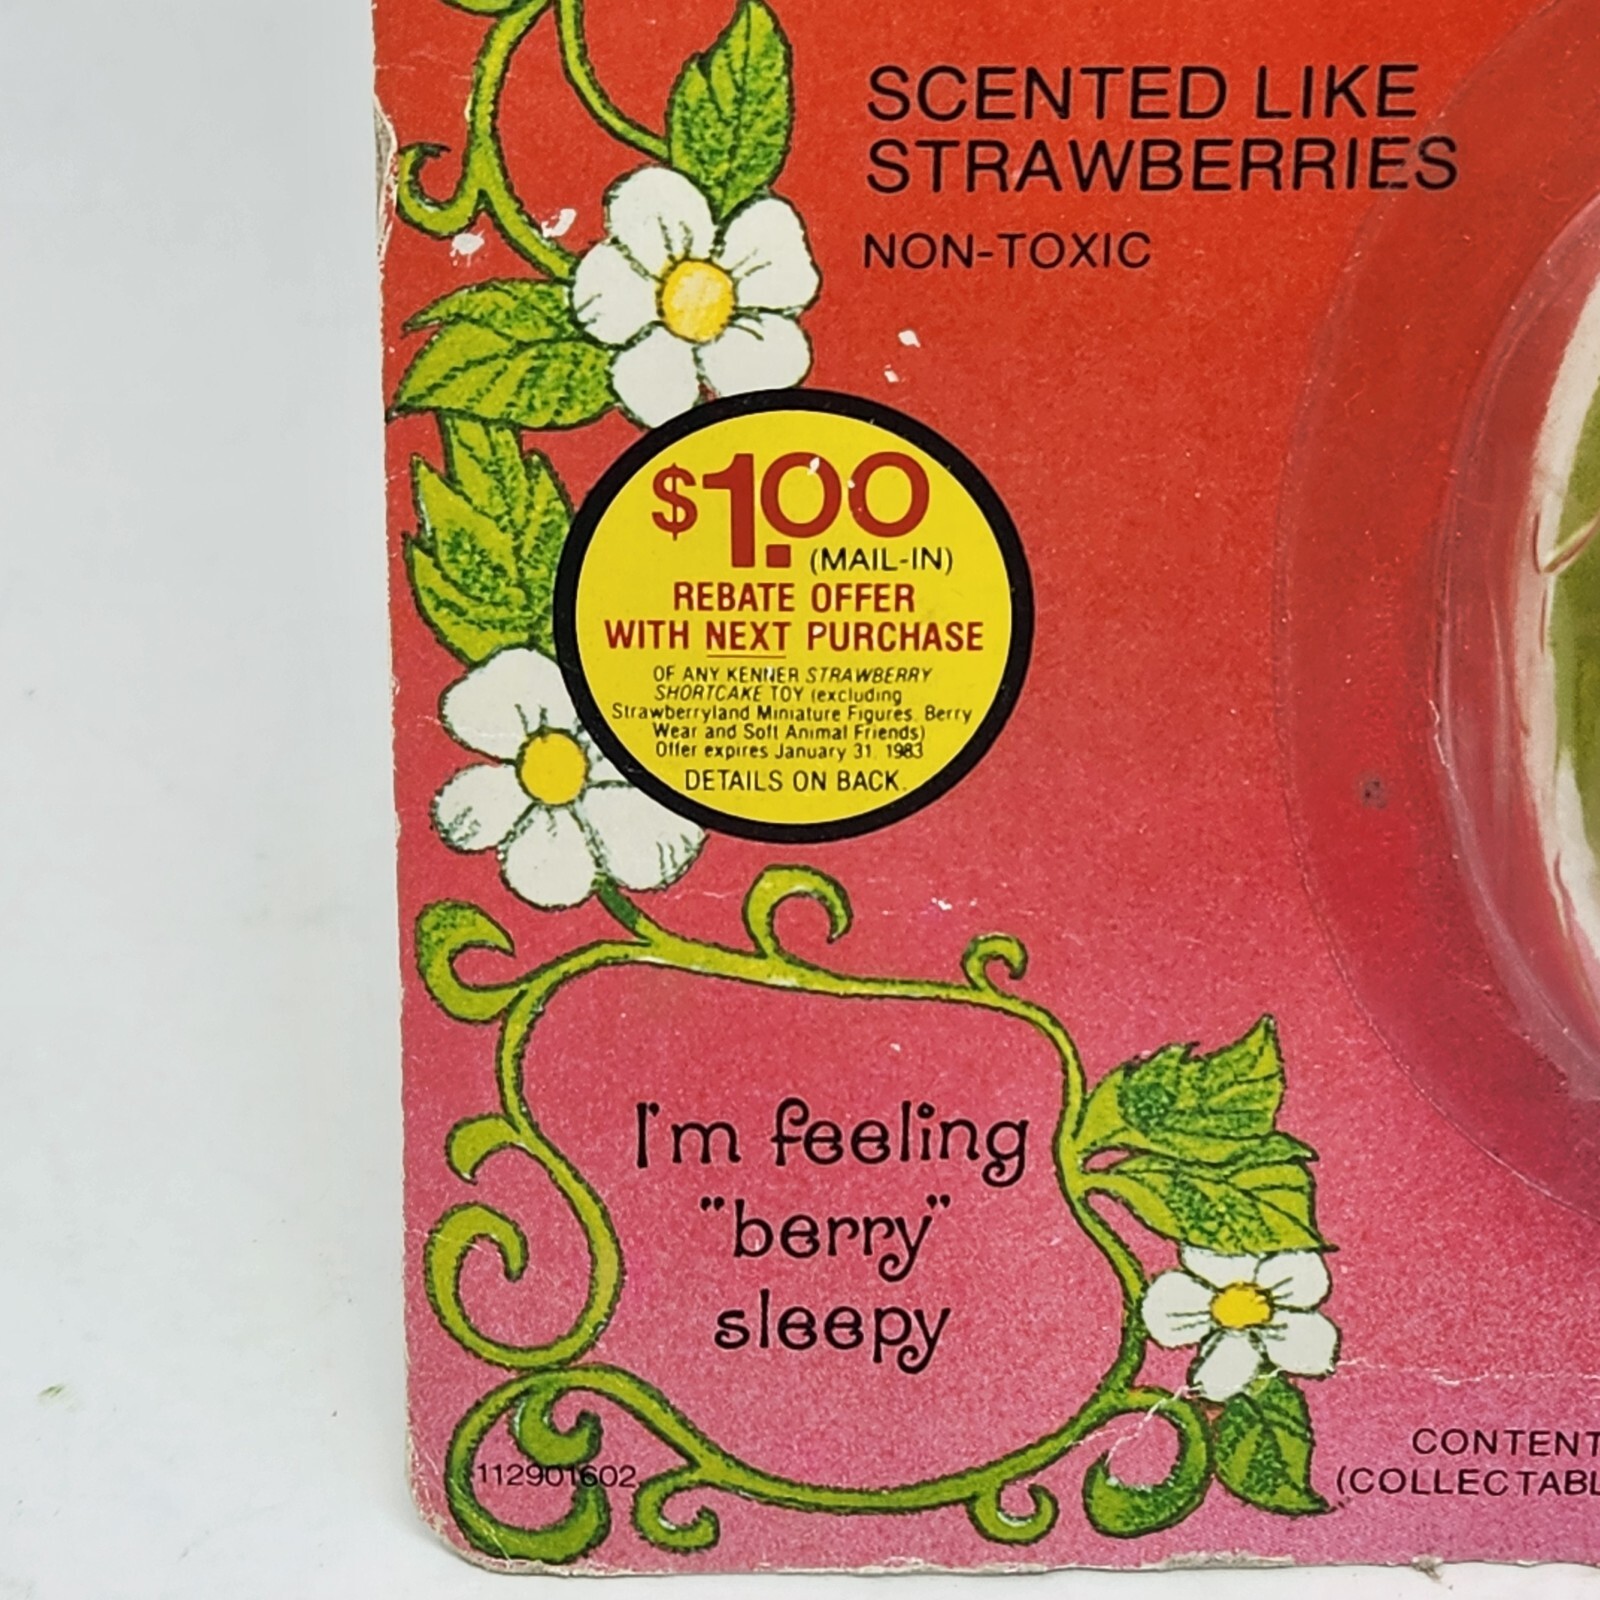 SCENTED LIKE
STRAWBERRIES
NON-TOXIC
$1.00
(MAIL-IN)
REBATE OFFER
WITH NEXT PURCHASE
OF ANY KENNER STRAWBERRY
SHORTCAKE TOY (excluding
Strawberryland Miniature Figures, Berry
Wear and Soft Animal Friends)
Offer expires January 31, 1983
DETAILS ON BACK.
I'm feeling
"berry"
sleepy
112901602
CONTENT
(COLLECTABL